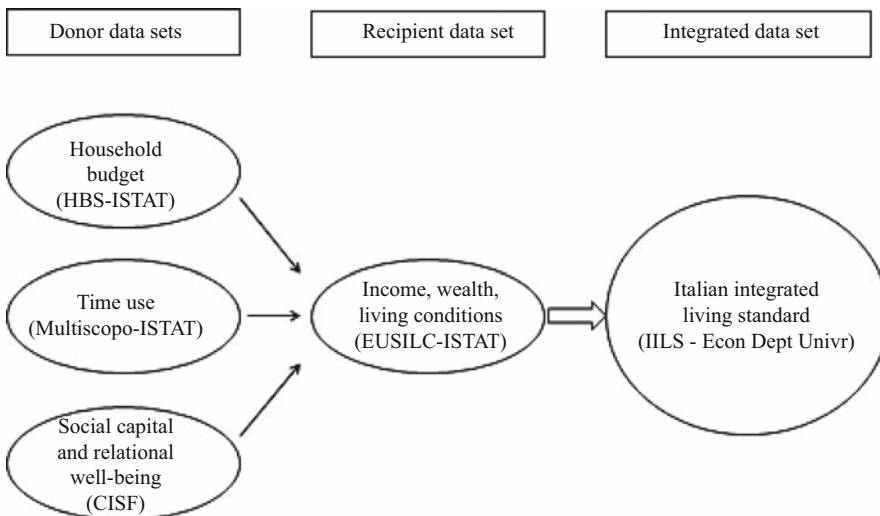 Donor data sets
Recipient data set
Integrated data set
Household
budget
(HBS-ISTAT)
Time use
(Multiscopo-ISTAT)
Social capital
and relational
well-being
(CISF)
Income, wealth,
living conditions
(EUSILC-ISTAT)
Italian integrated
living standard
(IILS - Econ Dept Univr)